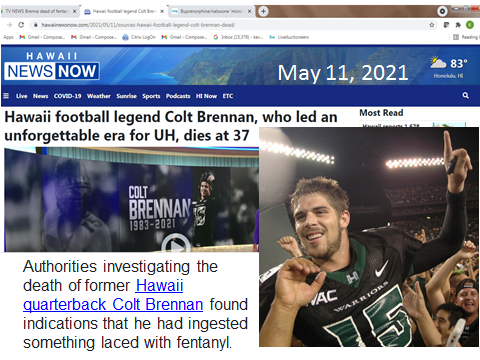 TV NEWS Brenna dead of fentan
Hawaii football legend Colt Bren
Buprenorphine/naloxone: micro
hawaiinewsnow.com/2021/05/11/sources-hawaii-football-legend-colt-brennan-dead/
Apps
Gmail - Compose...
Gmail - Compose...
Citrix LogOn
Gmail - Compose...
Inbox (15,379) - kev...
LiveAuctioneers
HAWAII
NEWS NOW
May 11, 2021
83°
Honolulu, HI
Live News COVID-19 Weather Sunrise Sports Podcasts HI Now ETC
Hawaii football legend Colt Brennan, who led an
unforgettable era for UH, dies at 37
Most Read
Hawaii reports 1,678
COLT
BRENNAN
1983-2021
WAC
H
WARRIORS
15
Authorities investigating the
death of former Hawaii
quarterback Colt Brennan found
indications that he had ingested
something laced with fentanyl.